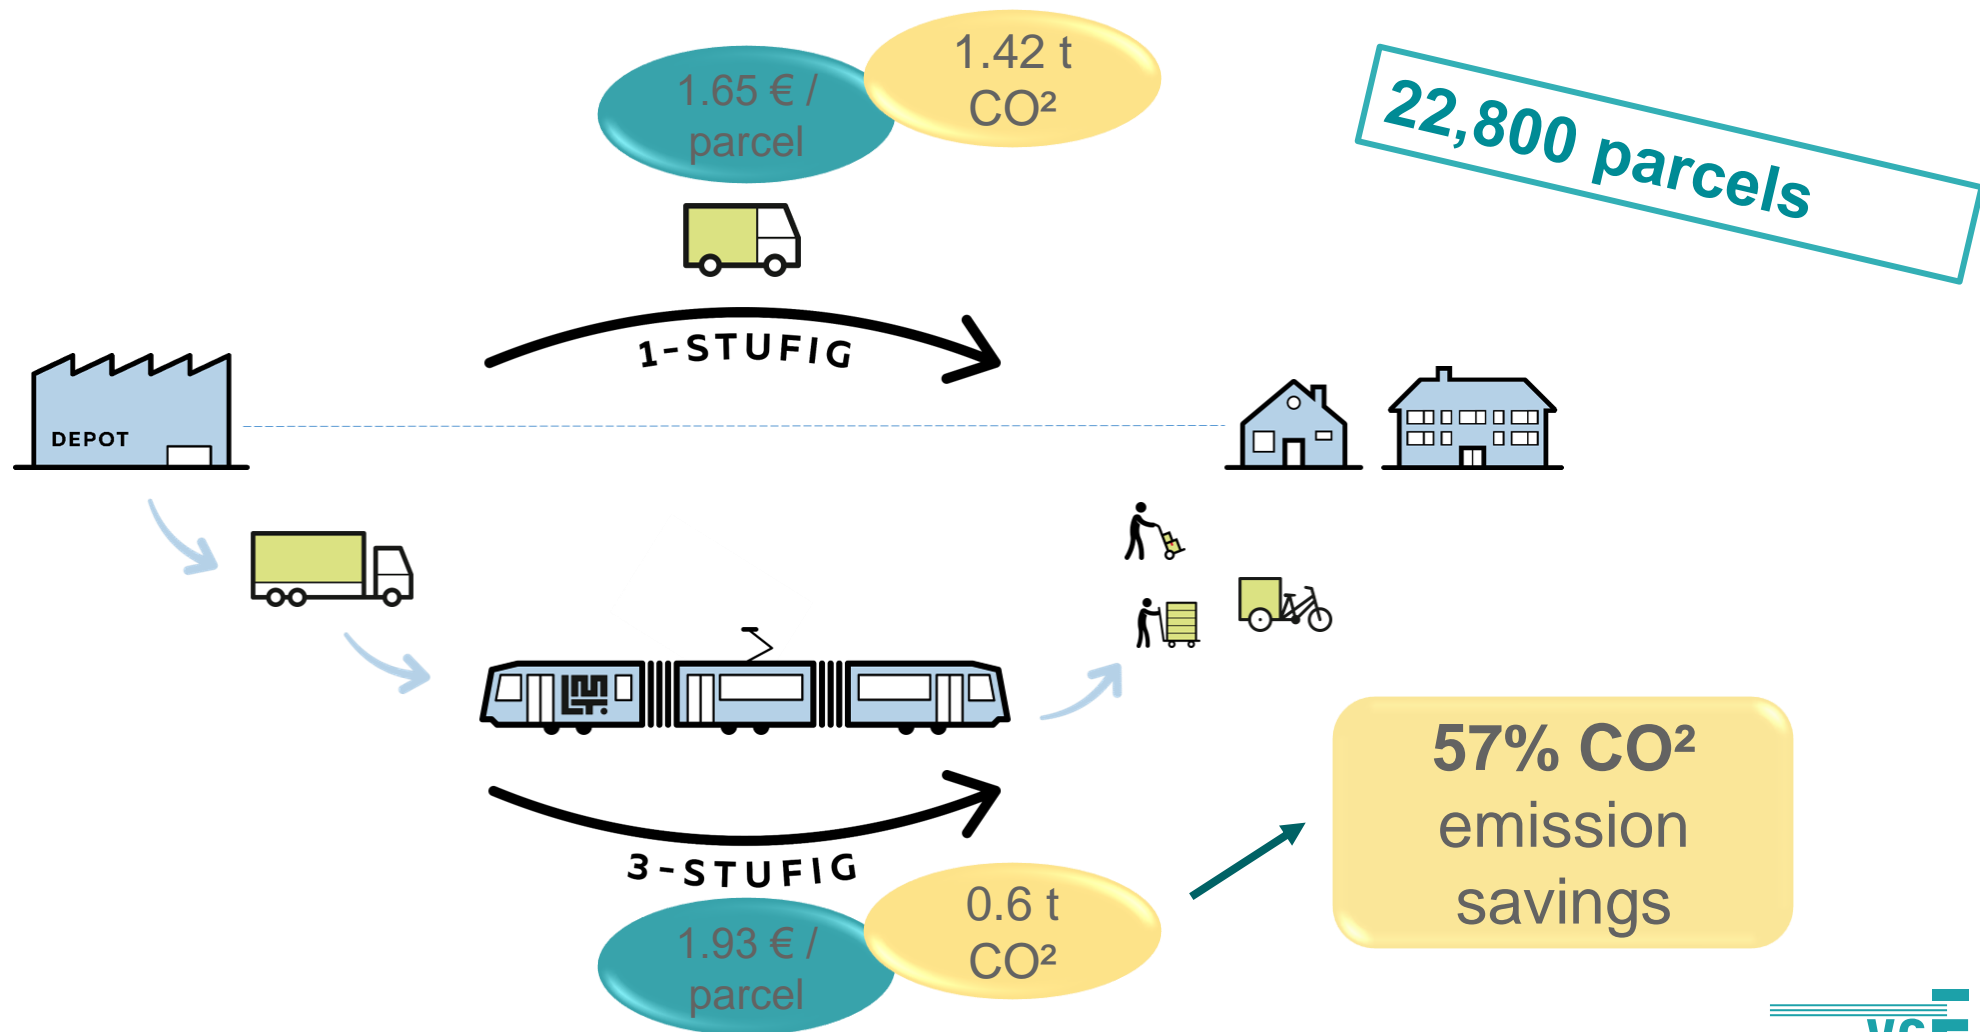 1.65 € /
parcel
1.42 t
CO²
22,800 parcels
1-STUFIG
DEPOT
LMT.
3-STUFIG
1.93 € /
parcel
0.6 t
CO²
57% CO²
emission
savings